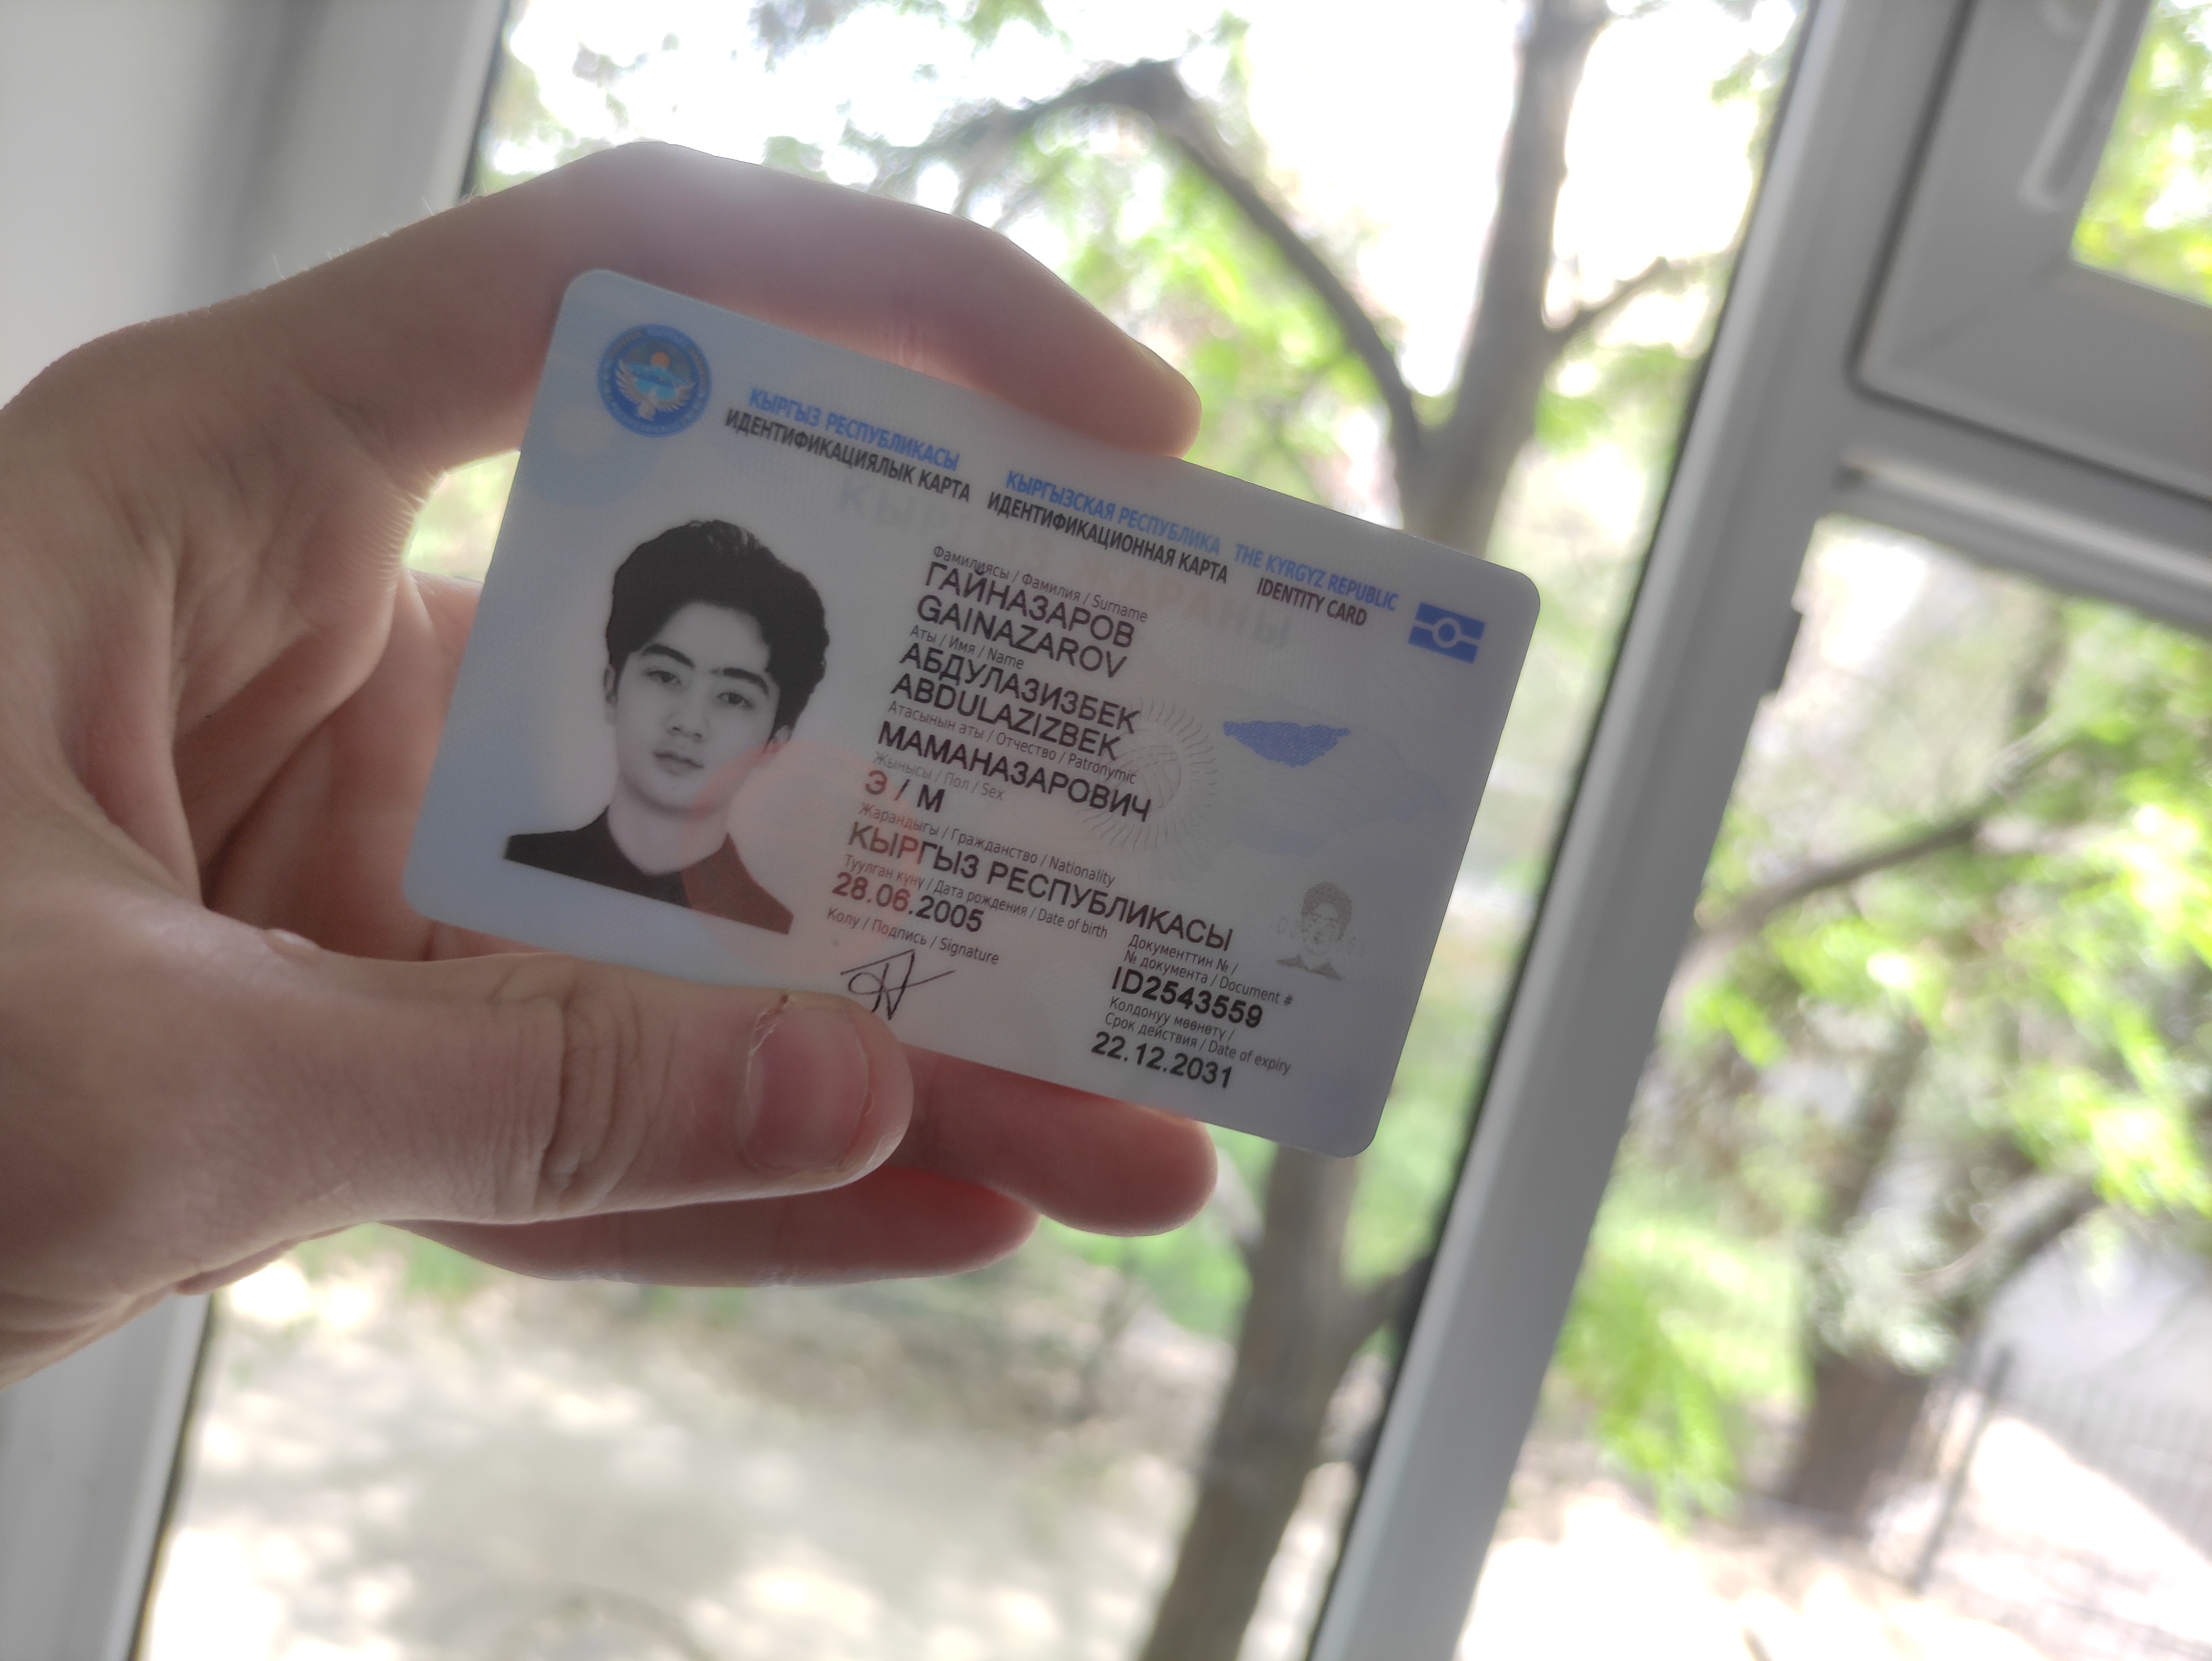 КЫРГЫЗ РЕСПУБЛИКАСЫ
ИДЕНТИФИКАЦИЯЛЫК КАРТА
КЫРГЫЗСКАЯ РЕСПУБЛИКА
ИДЕНТИФИКАЦИОННАЯ КАРТА
THE KYRGYZ REPUBLIC
IDENTITY CARD
Фамилиясы / Фамилия / Surname
ГАЙНАЗАРОВ
GAINAZAROV
Аты / Имя / Name
АБДУЛАЗИЗБЕК
ABDULAZIZBEK
Атасынын аты / Отчество / Patronymic
МАМАНАЗАРОВИЧ
Жынысы / Пол / Sex
Э / М
Жарандыгы / Гражданство / Nationality
КЫРГЫЗ РЕСПУБЛИКАСЫ
Туулган күнү / Дата рождения / Date of birth
28.06.2005
Колу / Подпись / Signature
Документтин № /
№ документа / Document #
ID2543559
Колдонуу мөөнөтү /
Срок действия / Date of expiry
22.12.2031